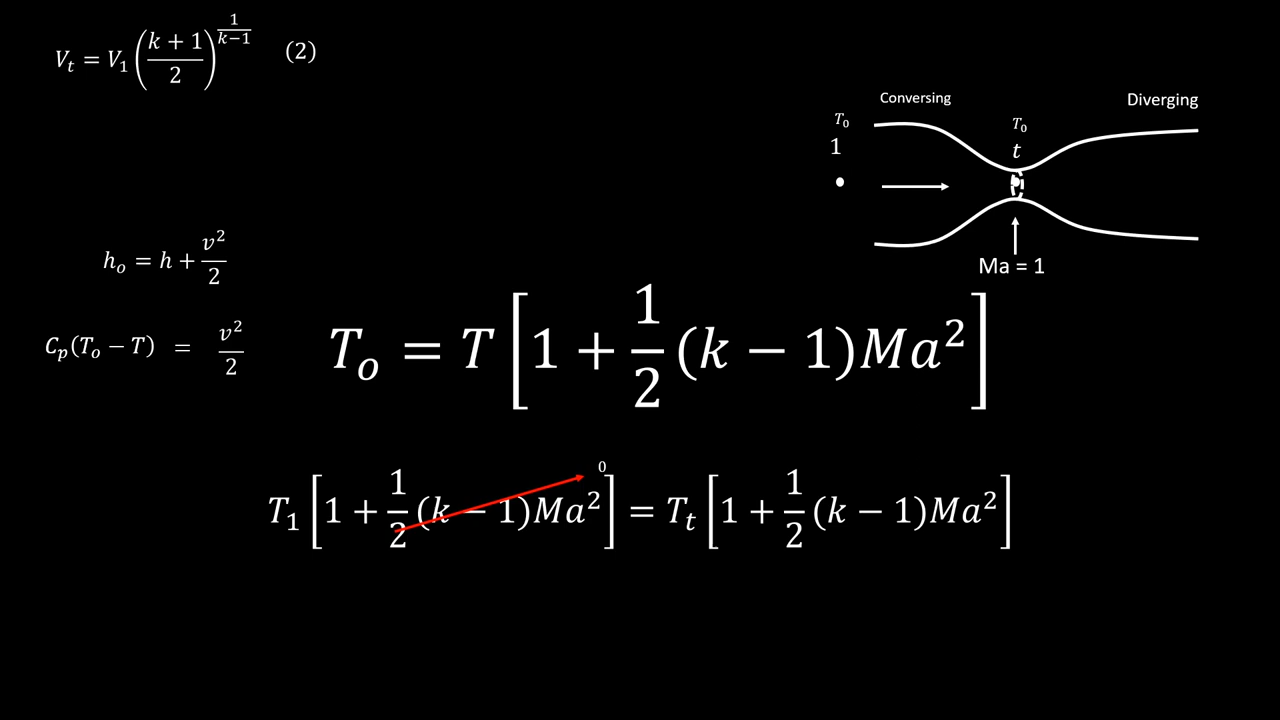 V_t = V_1 ((k + 1)/2)^(1/(k−1)) (2)
Conversing
Diverging
T_0
T_0
1
t
Ma = 1
h_o = h + v^2/2
C_p(T_o − T) = v^2/2
T_o = T[1 + 1/2 (k − 1)Ma^2]
0
T_1[1 + 1/2 (k − 1)Ma^2] = T_t[1 + 1/2 (k − 1)Ma^2]